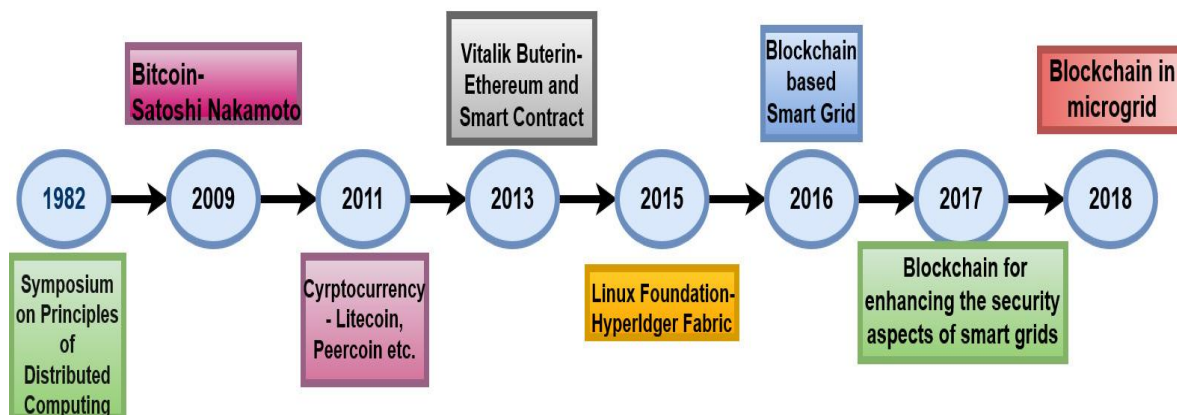 Bitcoin-
Satoshi Nakamoto
Vitalik Buterin-
Ethereum and
Smart Contract
Blockchain
based
Smart Grid
Blockchain in
microgrid
1982
2009
2011
2013
2015
2016
2017
2018
Symposium
on Principles
of
Distributed
Computing
Cyrptocurrency
- Litecoin,
Peercoin etc.
Linux Foundation-
Hyperldger Fabric
Blockchain for
enhancing the security
aspects of smart grids